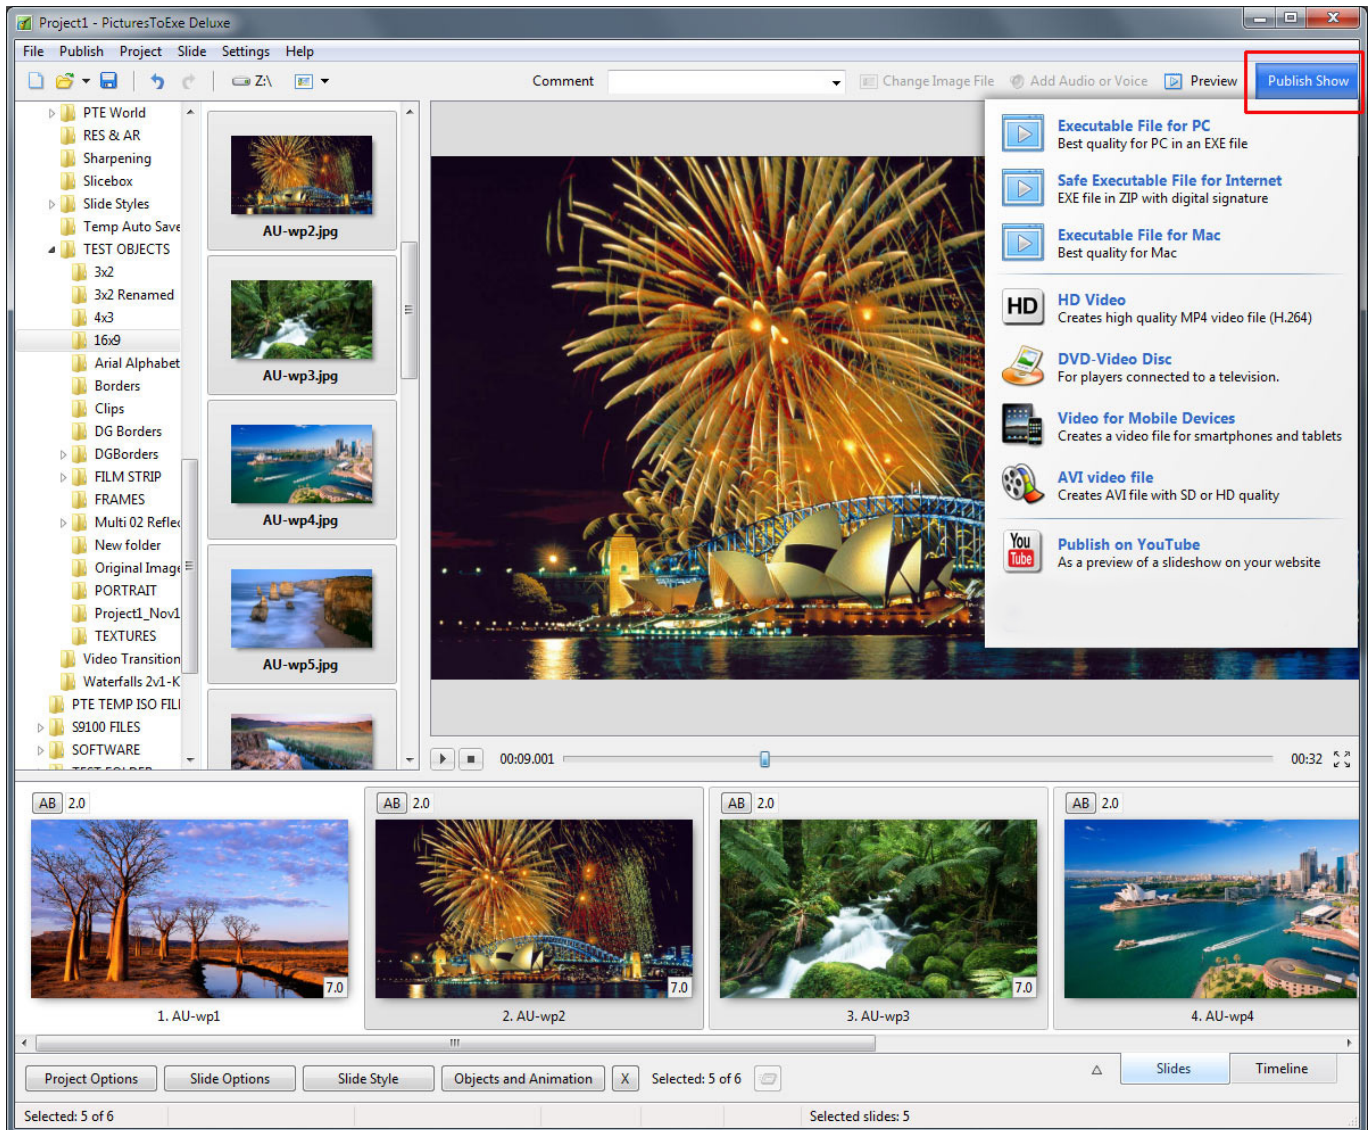 Project1 - PicturesToExe Deluxe
File Publish Project Slide Settings Help
Z:\ Comment Change Image File Add Audio or Voice Preview Publish Show
PTE World
RES & AR
Sharpening
Slicebox
Slide Styles
Temp Auto Save
TEST OBJECTS
3x2
3x2 Renamed
4x3
16x9
Arial Alphabet
Borders
Clips
DG Borders
DGBorders
FILM STRIP
FRAMES
Multi 02 Reflec
New folder
Original Image
PORTRAIT
Project1_Nov1
TEXTURES
Video Transition
Waterfalls 2v1-K
PTE TEMP ISO FIL
S9100 FILES
SOFTWARE
AU-wp2.jpg
AU-wp3.jpg
AU-wp4.jpg
AU-wp5.jpg
Executable File for PC
Best quality for PC in an EXE file
Safe Executable File for Internet
EXE file in ZIP with digital signature
Executable File for Mac
Best quality for Mac
HD
HD Video
Creates high quality MP4 video file (H.264)
DVD-Video Disc
For players connected to a television.
Video for Mobile Devices
Creates a video file for smartphones and tablets
AVI video file
Creates AVI file with SD or HD quality
You
Tube
Publish on YouTube
As a preview of a slideshow on your website
00:09.001 00:32
AB 2.0 AB 2.0 AB 2.0 AB 2.0
7.0 7.0 7.0
1. AU-wp1 2. AU-wp2 3. AU-wp3 4. AU-wp4
Project Options Slide Options Slide Style Objects and Animation X Selected: 5 of 6 Slides Timeline
Selected: 5 of 6 Selected slides: 5